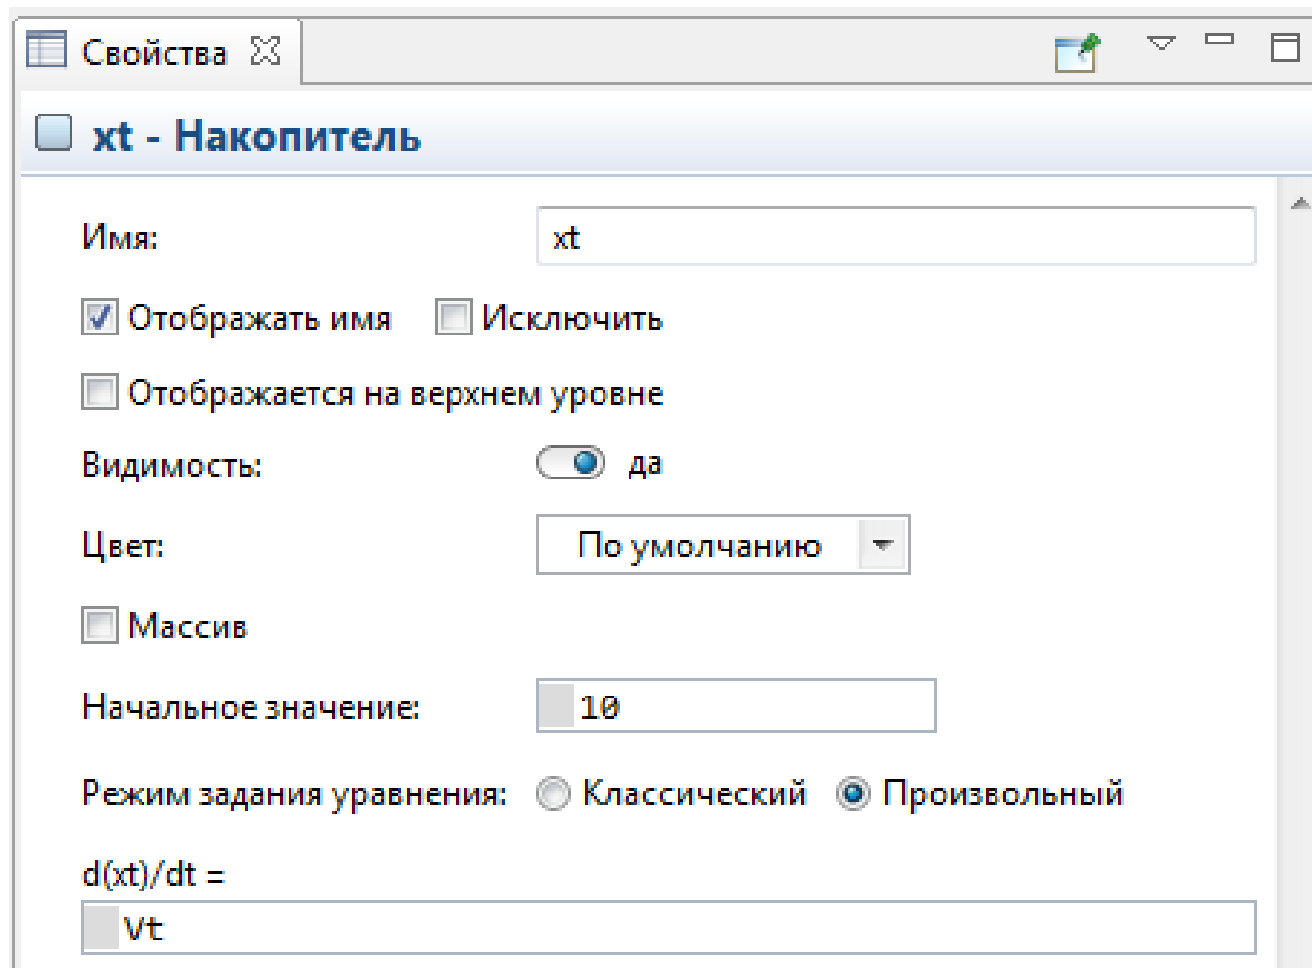 Свойства
xt - Накопитель
Имя: xt
Отображать имя Исключить
Отображается на верхнем уровне
Видимость: да
Цвет: По умолчанию
Массив
Начальное значение: 10
Режим задания уравнения: Классический Произвольный
d(xt)/dt =
Vt